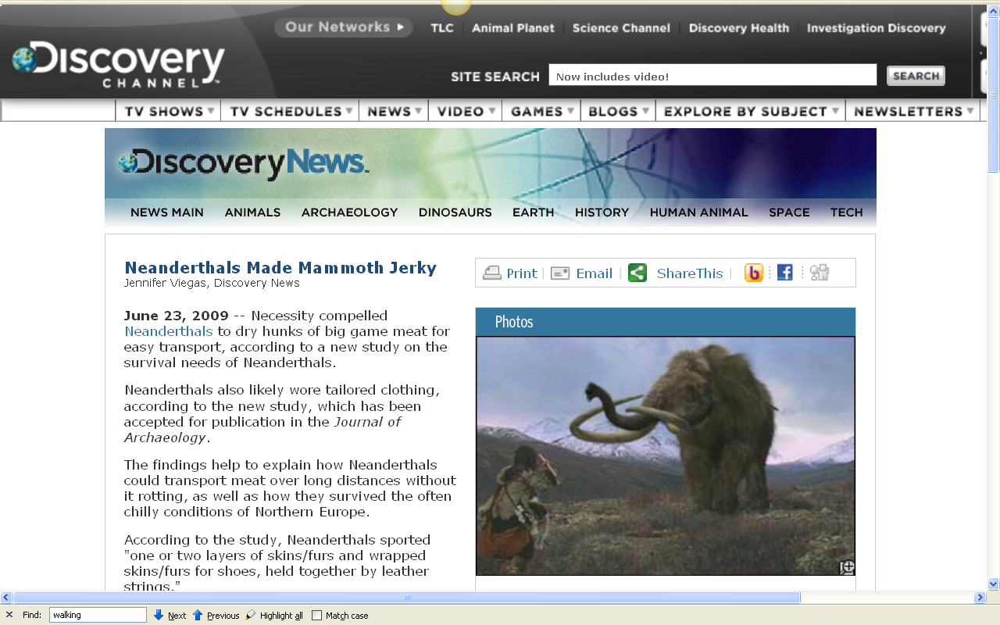 Our Networks
TLC
Animal Planet
Science Channel
Discovery Health
Investigation Discovery
Discovery
CHANNEL™
SITE SEARCH
Now includes video!
SEARCH
TV SHOWS
TV SCHEDULES
NEWS
VIDEO
GAMES
BLOGS
EXPLORE BY SUBJECT
NEWSLETTERS
Discovery News™
NEWS MAIN
ANIMALS
ARCHAEOLOGY
DINOSAURS
EARTH
HISTORY
HUMAN ANIMAL
SPACE
TECH
Neanderthals Made Mammoth Jerky
Jennifer Viegas, Discovery News
Print
Email
ShareThis
b
f
Photos
June 23, 2009 -- Necessity compelled
Neanderthals to dry hunks of big game meat for
easy transport, according to a new study on the
survival needs of Neanderthals.
Neanderthals also likely wore tailored clothing,
according to the new study, which has been
accepted for publication in the Journal of
Archaeology.
The findings help to explain how Neanderthals
could transport meat over long distances without
it rotting, as well as how they survived the often
chilly conditions of Northern Europe.
According to the study, Neanderthals sported
"one or two layers of skins/furs and wrapped
skins/furs for shoes, held together by leather
strings."
Find:
walking
Next
Previous
Highlight all
Match case